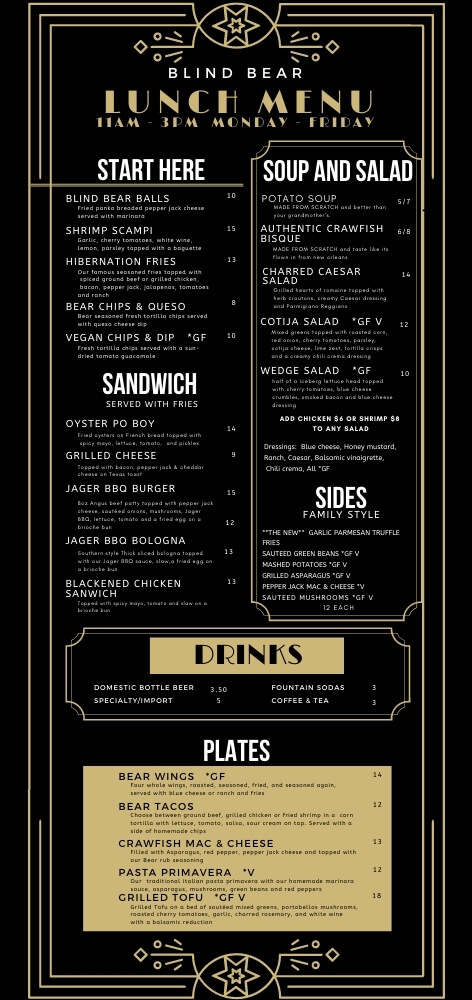 BLIND BEAR
LUNCH MENU
11AM - 3PM MONDAY - FRIDAY
START HERE
BLIND BEAR BALLS 10
Fried panko breaded pepper jack cheese
served with marinara
SHRIMP SCAMPI 15
Garlic, cherry tomatoes, white wine,
lemon, parsley topped with a baguette
HIBERNATION FRIES 13
Our famous seasoned fries topped with
spiced ground beef or grilled chicken,
bacon, pepper jack, jalapenos, tomatoes
and ranch
BEAR CHIPS & QUESO 8
Bear seasoned fresh tortilla chips served
with queso cheese dip
VEGAN CHIPS & DIP *GF 10
Fresh tortilla chips served with a sun-
dried tomato guacamole
SANDWICH
SERVED WITH FRIES
OYSTER PO BOY 14
Fried oysters on French bread topped with
spicy mayo, lettuce, tomato, and pickles
GRILLED CHEESE 9
Topped with bacon, pepper jack & cheddar
cheese on Texas toast
JAGER BBQ BURGER 15
8oz Angus beef patty topped with pepper jack
cheese, sautéed onions, mushrooms, Jager
BBQ, lettuce, tomato and a fried egg on a
brioche bun 12
JAGER BBQ BOLOGNA
Southern style Thick sliced bologna topped 13
with our Jager BBQ sauce, slaw,a fried egg on
a brioche bun
BLACKENED CHICKEN 13
SANDWICH
Topped with spicy mayo, tomato and slaw on a
brioche bun
SOUP AND SALAD
POTATO SOUP 5/7
MADE FROM SCRATCH and better than
your grandmother's.
AUTHENTIC CRAWFISH 6/8
BISQUE
MADE FROM SCRATCH and taste like its
flown in from new orleans
CHARRED CAESAR 14
SALAD
Grilled hearts of romaine topped with
herb croutons, creamy Caesar dressing
and Parmigiano Reggiano
COTIJA SALAD *GF V 12
Mixed greens topped with roasted corn,
red onion, cherry tomatoes, parsley,
cotija cheese, lime zest, tortilla crisps
and a creamy chili crema dressing
WEDGE SALAD *GF 10
half of a Iceberg lettuce head topped
with cherry tomatoes, blue cheese
crumbles, smoked bacon and blue cheese
dressing
ADD CHICKEN $6 OR SHRIMP $8
TO ANY SALAD
Dressings: Blue cheese, Honey mustard,
Ranch, Caesar, Balsamic vinaigrette,
Chili crema, All *GF
SIDES
FAMILY STYLE
**THE NEW** GARLIC PARMESAN TRUFFLE
FRIES
SAUTEED GREEN BEANS *GF V
MASHED POTATOES *GF V
GRILLED ASPARAGUS *GF V
PEPPER JACK MAC & CHEESE *V
SAUTEED MUSHROOMS *GF V
12 EACH
DRINKS
DOMESTIC BOTTLE BEER 3.50
SPECIALTY/IMPORT 5
FOUNTAIN SODAS 3
COFFEE & TEA 3
PLATES
BEAR WINGS *GF 14
Four whole wings, roasted, seasoned, fried, and seasoned again,
served with blue cheese or ranch and fries
BEAR TACOS 12
Choose between ground beef, grilled chicken or fried shrimp in a corn
tortilla with lettuce, tomato, salsa, sour cream on top. Served with a
side of homemade chips
CRAWFISH MAC & CHEESE 13
Filled with Asparagus, red pepper, pepper jack cheese and topped with
our Bear rub seasoning
PASTA PRIMAVERA *V 12
Our traditional italian pasta primavera with our homemade marinara
sauce, asparagus, mushrooms, green beans and red peppers
GRILLED TOFU *GF V 18
Grilled Tofu on a bed of sautéed mixed greens, portobellos mushrooms,
roasted cherry tomatoes, garlic, charred rosemary, and white wine
with a balsamic reduction